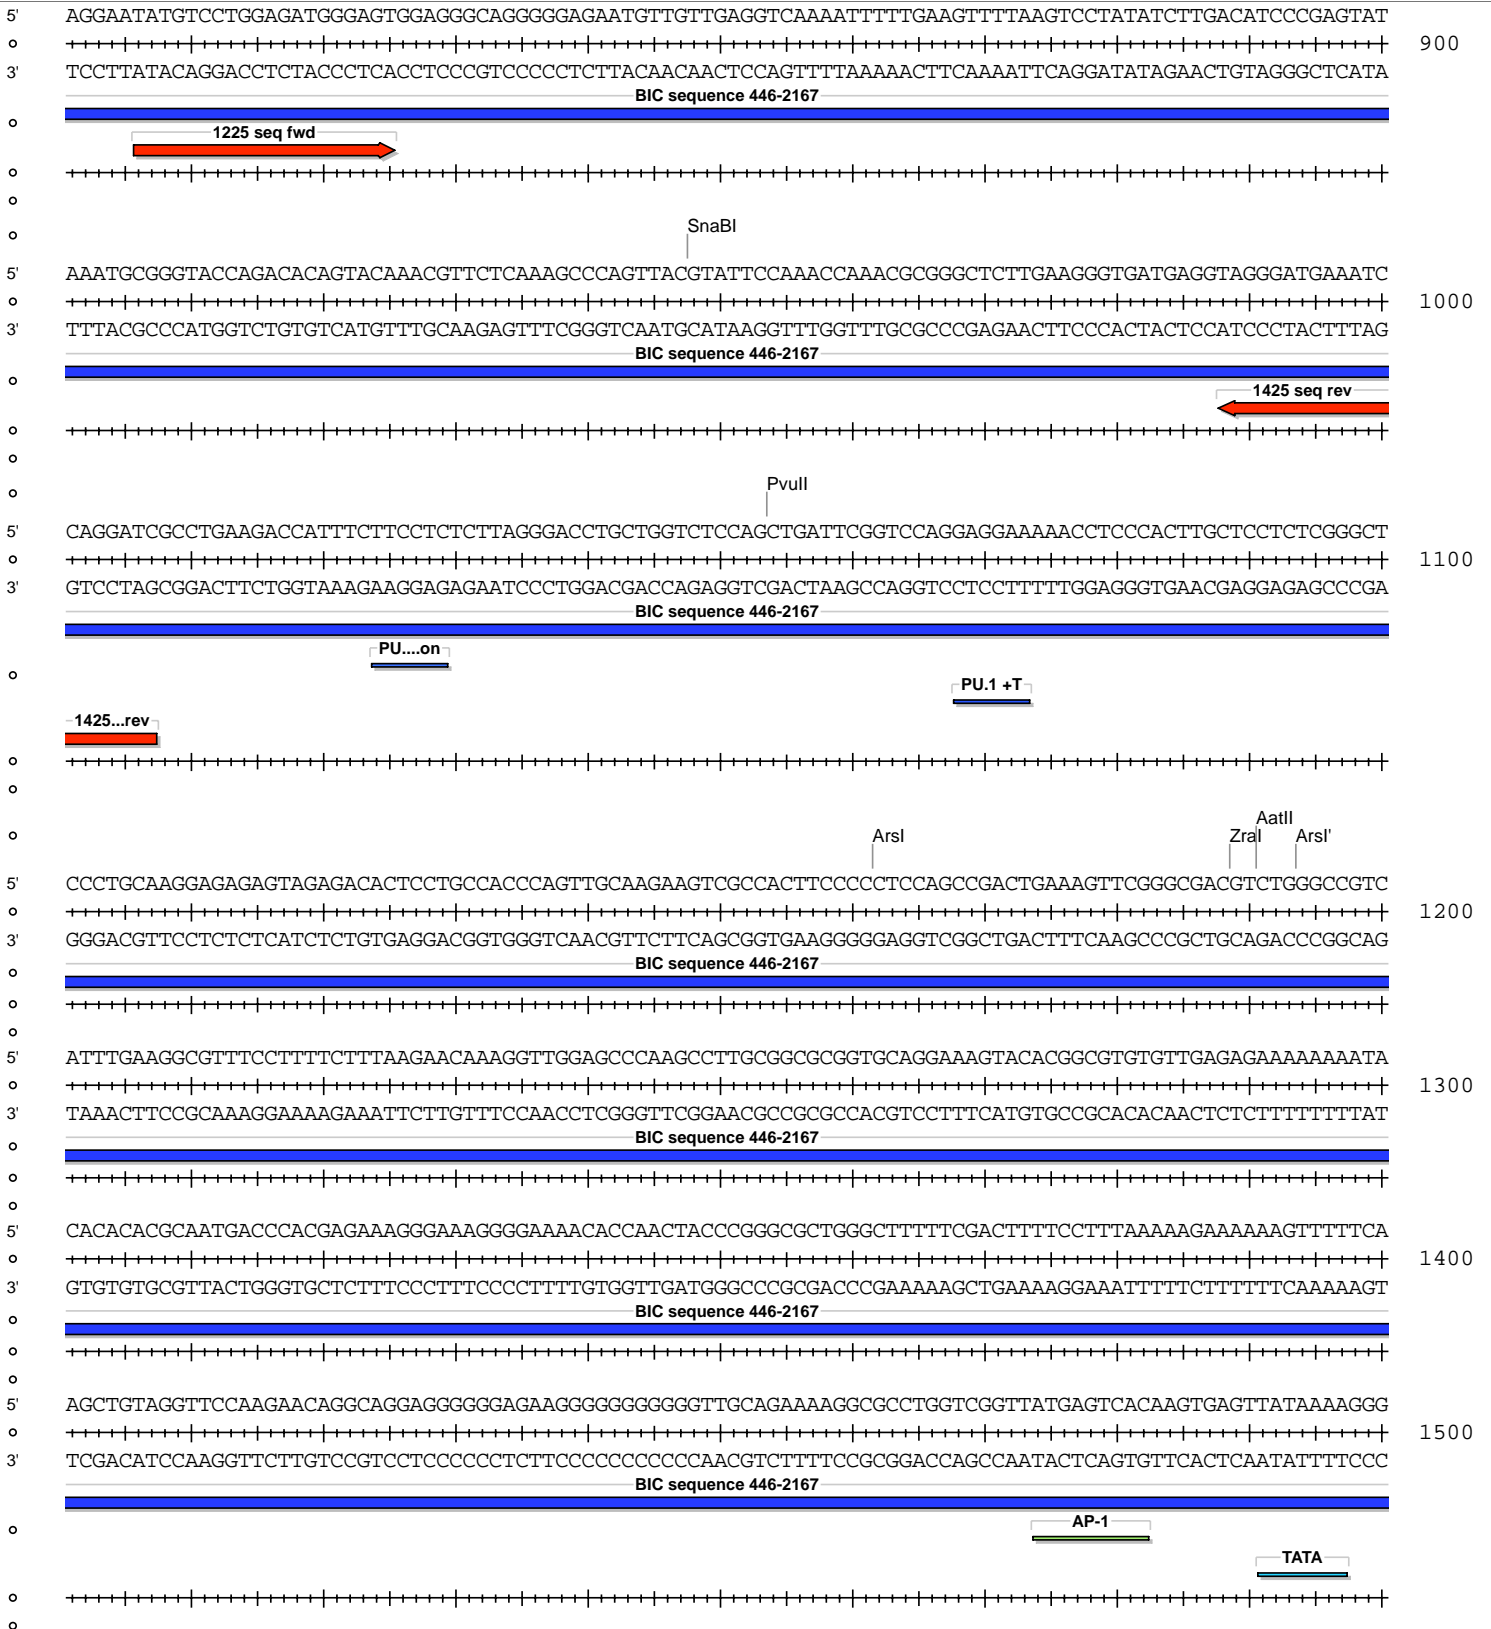 5' AGGAATATGTCCTGGAGATGGGAGTGGAGGGCAGGGGGAGAATGTTGTTGAGGTCAAAATTTTTGAAGTTTTAAGTCCTATATCTTGACATCCCGAGTAT
900
3' TCCTTATACAGGACCTCTACCCTCACCTCCCGTCCCCCTCTTACAACAACTCCAGTTTTAAAAACTTCAAAATTCAGGATATAGAACTGTAGGGCTCATA
BIC sequence 446-2167
1225 seq fwd
SnaBI
5' AAATGCGGGTACCAGACACAGTACAAACGTTCTCAAAGCCCAGTTACGTATTCCAAACCAAACGCGGGCTCTTGAAGGGTGATGAGGTAGGGATGAAATC
1000
3' TTTACGCCCATGGTCTGTGTCATGTTTGCAAGAGTTTCGGGTCAATGCATAAGGTTTGGTTTGCGCCCGAGAACTTCCCACTACTCCATCCCTACTTTAG
BIC sequence 446-2167
1425 seq rev
PvuII
5' CAGGATCGCCTGAAGACCATTTCTTCCTCTCTTAGGGACCTGCTGGTCTCCAGCTGATTCGGTCCAGGAGGAAAAACCTCCCACTTGCTCCTCTCGGGCT
1100
3' GTCCTAGCGGACTTCTGGTAAAGAAGGAGAGAATCCCTGGACGACCAGAGGTCGACTAAGCCAGGTCCTCCTTTTTGGAGGGTGAACGAGGAGAGCCCGA
BIC sequence 446-2167
PU....on
PU.1 +T
1425...rev
AatII
ArsI ZraI ArsI'
5' CCCTGCAAGGAGAGAGTAGAGACACTCCTGCCACCCAGTTGCAAGAAGTCGCCACTTCCCCCTCCAGCCGACTGAAAGTTCGGGCGACGTCTGGGCCGTC
1200
3' GGGACGTTCCTCTCTCATCTCTGTGAGGACGGTGGGTCAACGTTCTTCAGCGGTGAAGGGGGAGGTCGGCTGACTTTCAAGCCCGCTGCAGACCCGGCAG
BIC sequence 446-2167
5' ATTTGAAGGCGTTTCCTTTTCTTTAAGAACAAAGGTTGGAGCCCAAGCCTTGCGGCGCGGTGCAGGAAAGTACACGGCGTGTGTTGAGAGAAAAAAAATA
1300
3' TAAACTTCCGCAAAGGAAAAGAAATTCTTGTTTCCAACCTCGGGTTCGGAACGCCGCGCCACGTCCTTTCATGTGCCGCACACAACTCTCTTTTTTTTAT
BIC sequence 446-2167
5' CACACACGCAATGACCCACGAGAAAGGGAAAGGGGAAAACACCAACTACCCGGGCGCTGGGCTTTTTCGACTTTTCCTTTAAAAAGAAAAAAGTTTTTCA
1400
3' GTGTGTGCGTTACTGGGTGCTCTTTCCCTTTCCCCTTTTGTGGTTGATGGGCCCGCGACCCGAAAAAGCTGAAAAGGAAATTTTTCTTTTTTCAAAAAGT
BIC sequence 446-2167
5' AGCTGTAGGTTCCAAGAACAGGCAGGAGGGGGGAGAAGGGGGGGGGGGTTGCAGAAAAGGCGCCTGGTCGGTTATGAGTCACAAGTGAGTTATAAAAGGG
1500
3' TCGACATCCAAGGTTCTTGTCCGTCCTCCCCCCTCTTCCCCCCCCCCCAACGTCTTTTCCGCGGACCAGCCAATACTCAGTGTTCACTCAATATTTTCCC
BIC sequence 446-2167
AP-1
TATA